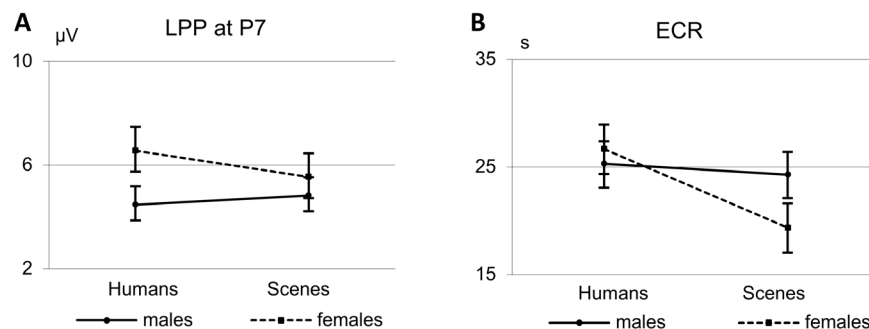 A
LPP at P7
µV
10
6
2
Humans
Scenes
males
females
B
ECR
s
35
25
15
Humans
Scenes
males
females